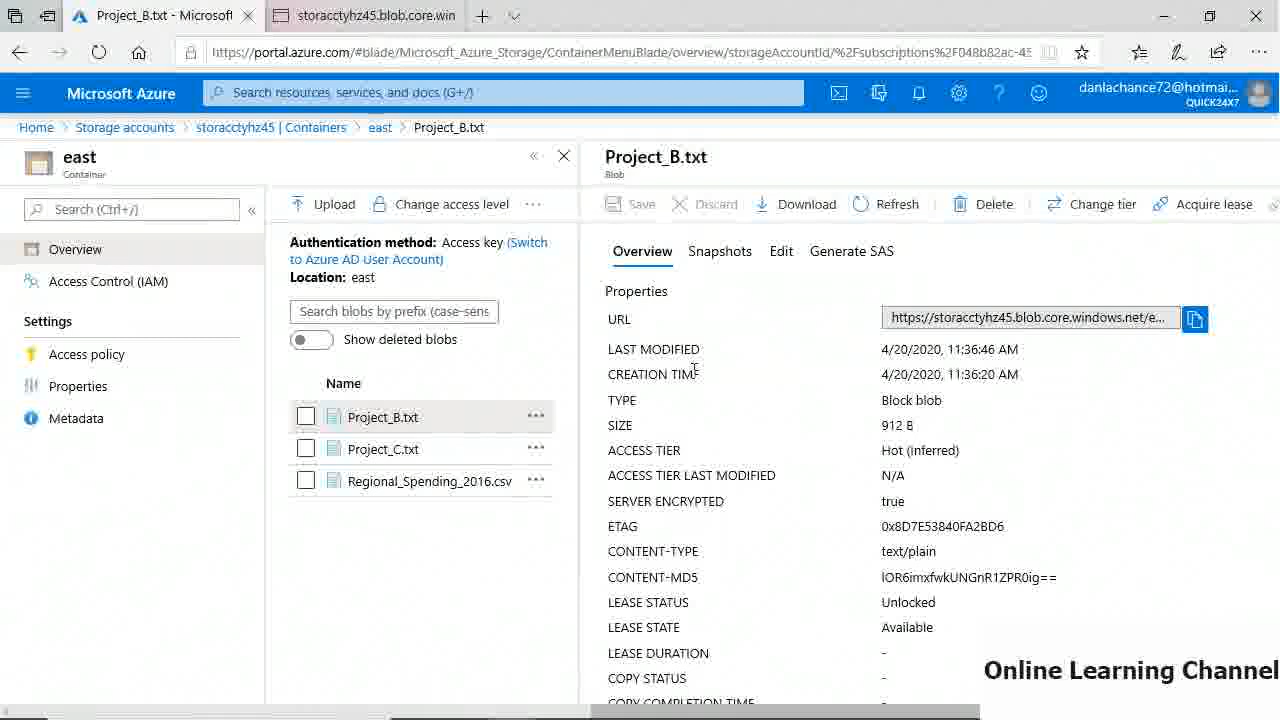 Project_B.txt - Microsoft
storacctyhz45.blob.core.win
https://portal.azure.com/#blade/Microsoft_Azure_Storage/ContainerMenuBlade/overview/storageAccountId/%2Fsubscriptions%2F048b82ac-45
Microsoft Azure
Search resources, services, and docs (G+/)
danlachance72@hotmai...
QUICK24X7
Home > Storage accounts > storacctyhz45 | Containers > east > Project_B.txt
east
Container
Search (Ctrl+/)
Overview
Access Control (IAM)
Settings
Access policy
Properties
Metadata
Upload
Change access level
Authentication method: Access key (Switch
to Azure AD User Account)
Location: east
Search blobs by prefix (case-sens
Show deleted blobs
Name
Project_B.txt
Project_C.txt
Regional_Spending_2016.csv
Project_B.txt
Blob
Save
Discard
Download
Refresh
Delete
Change tier
Acquire lease
Overview Snapshots Edit Generate SAS
Properties
URL https://storacctyhz45.blob.core.windows.net/e...
LAST MODIFIED 4/20/2020, 11:36:46 AM
CREATION TIME 4/20/2020, 11:36:20 AM
TYPE Block blob
SIZE 912 B
ACCESS TIER Hot (Inferred)
ACCESS TIER LAST MODIFIED N/A
SERVER ENCRYPTED true
ETAG 0x8D7E53840FA2BD6
CONTENT-TYPE text/plain
CONTENT-MD5 lOR6imxfwkUNGnR1ZPR0ig==
LEASE STATUS Unlocked
LEASE STATE Available
LEASE DURATION -
COPY STATUS -
COPY COMPLETION TIME -
Online Learning Channel